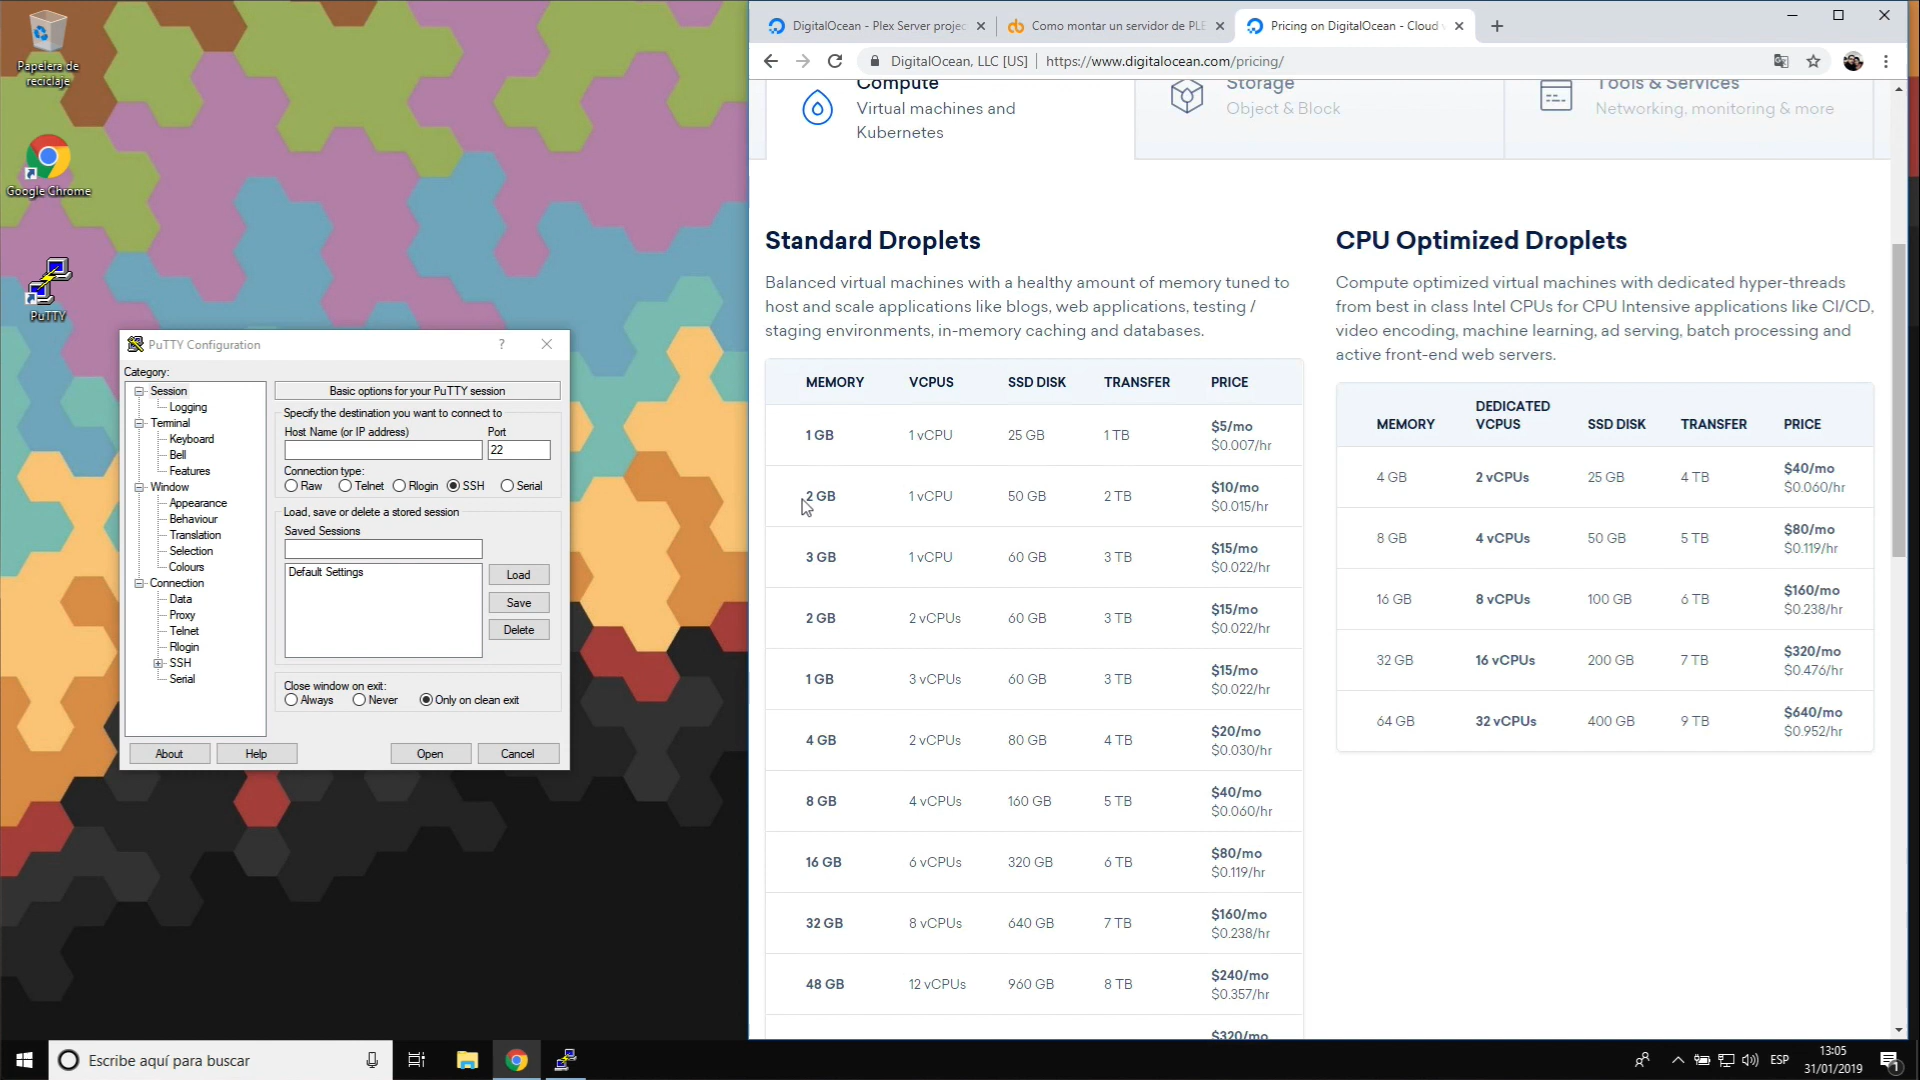 Papelera de
reciclaje
Google Chrome
PuTTY
PuTTY Configuration
?
Category:
Session
Logging
Terminal
Keyboard
Bell
Features
Window
Appearance
Behaviour
Translation
Selection
Colours
Connection
Data
Proxy
Telnet
Rlogin
SSH
Serial
Basic options for your PuTTY session
Specify the destination you want to connect to
Host Name (or IP address) Port
22
Connection type:
Raw Telnet Rlogin SSH Serial
Load, save or delete a stored session
Saved Sessions
Default Settings
Load
Save
Delete
Close window on exit:
Always Never Only on clean exit
About Help Open Cancel
DigitalOcean - Plex Server projec
Como montar un servidor de PLE
Pricing on DigitalOcean - Cloud
DigitalOcean, LLC [US] https://www.digitalocean.com/pricing/
Compute
Virtual machines and
Kubernetes
Storage
Object & Block
Tools & Services
Networking, monitoring & more
Standard Droplets
Balanced virtual machines with a healthy amount of memory tuned to
host and scale applications like blogs, web applications, testing /
staging environments, in-memory caching and databases.
MEMORY VCPUS SSD DISK TRANSFER PRICE
1 GB 1 vCPU 25 GB 1 TB $5/mo
$0.007/hr
2 GB 1 vCPU 50 GB 2 TB $10/mo
$0.015/hr
3 GB 1 vCPU 60 GB 3 TB $15/mo
$0.022/hr
2 GB 2 vCPUs 60 GB 3 TB $15/mo
$0.022/hr
1 GB 3 vCPUs 60 GB 3 TB $15/mo
$0.022/hr
4 GB 2 vCPUs 80 GB 4 TB $20/mo
$0.030/hr
8 GB 4 vCPUs 160 GB 5 TB $40/mo
$0.060/hr
16 GB 6 vCPUs 320 GB 6 TB $80/mo
$0.119/hr
32 GB 8 vCPUs 640 GB 7 TB $160/mo
$0.238/hr
48 GB 12 vCPUs 960 GB 8 TB $240/mo
$0.357/hr
$320/mo
CPU Optimized Droplets
Compute optimized virtual machines with dedicated hyper-threads
from best in class Intel CPUs for CPU Intensive applications like CI/CD,
video encoding, machine learning, ad serving, batch processing and
active front-end web servers.
MEMORY DEDICATED VCPUS SSD DISK TRANSFER PRICE
4 GB 2 vCPUs 25 GB 4 TB $40/mo
$0.060/hr
8 GB 4 vCPUs 50 GB 5 TB $80/mo
$0.119/hr
16 GB 8 vCPUs 100 GB 6 TB $160/mo
$0.238/hr
32 GB 16 vCPUs 200 GB 7 TB $320/mo
$0.476/hr
64 GB 32 vCPUs 400 GB 9 TB $640/mo
$0.952/hr
Escribe aquí para buscar
ESP
13:05
31/01/2019
1